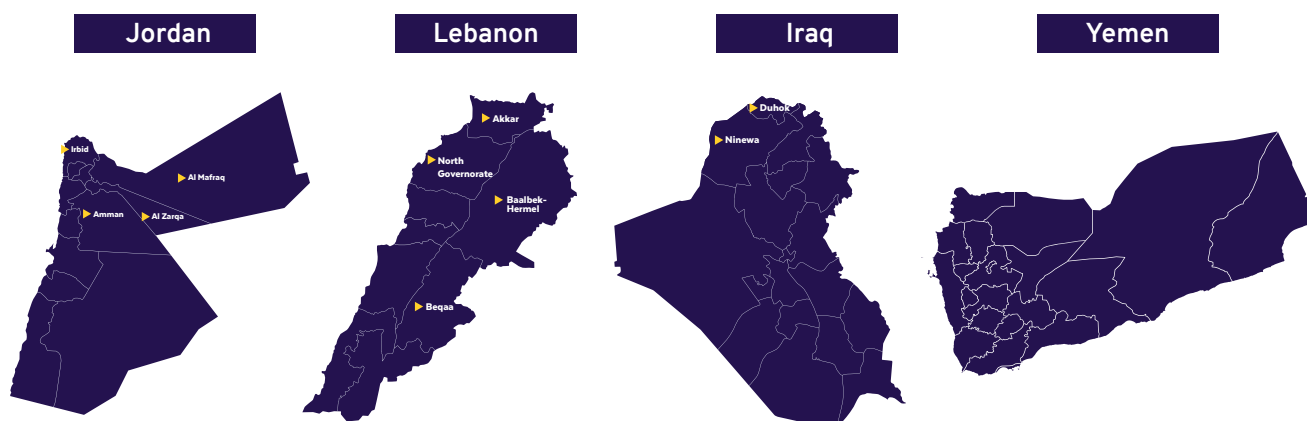 Jordan
Lebanon
Iraq
Yemen
Irbid
Al Mafraq
Amman
Al Zarqa
Akkar
North
Governorate
Baalbek-
Hermel
Beqaa
Duhok
Ninewa